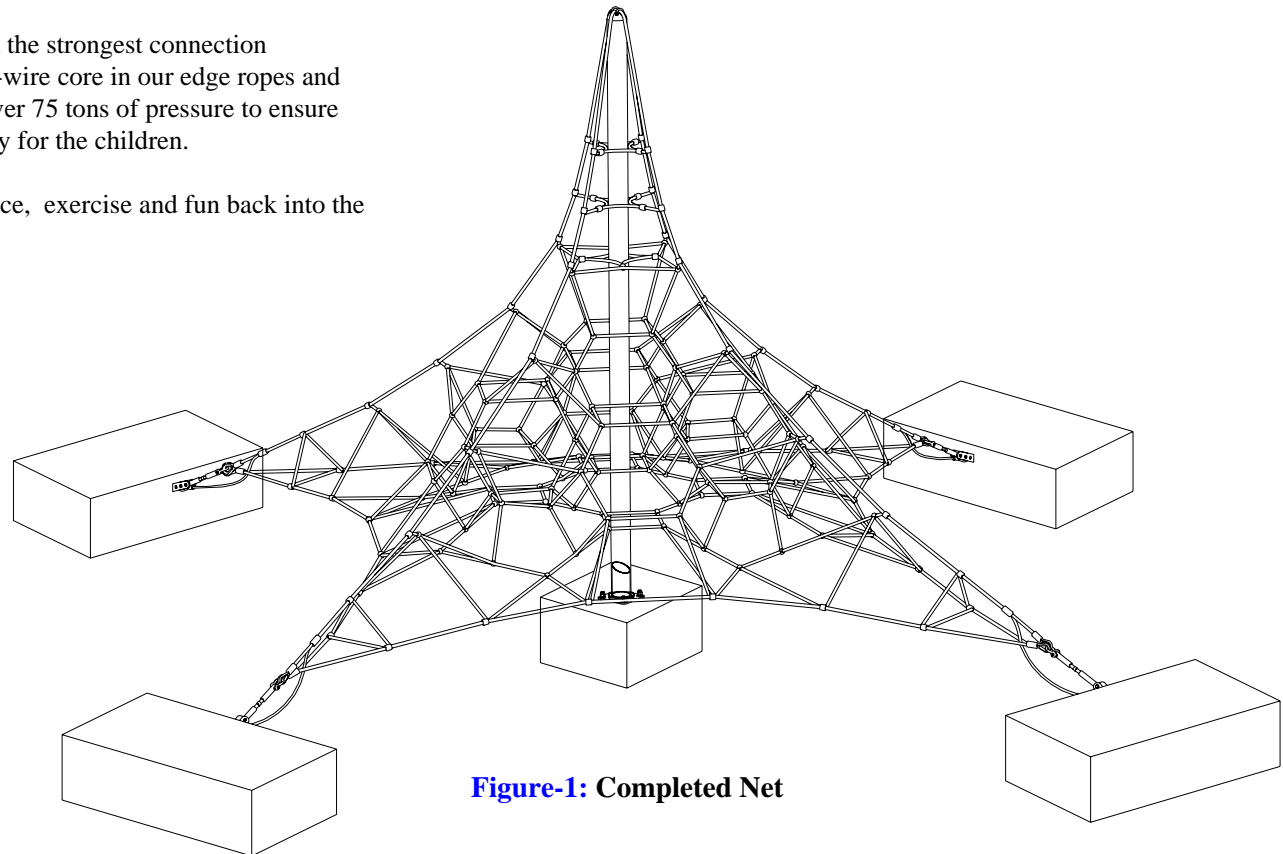 the strongest connection
-wire core in our edge ropes and
er 75 tons of pressure to ensure
y for the children.
ce, exercise and fun back into the
Figure-1: Completed Net